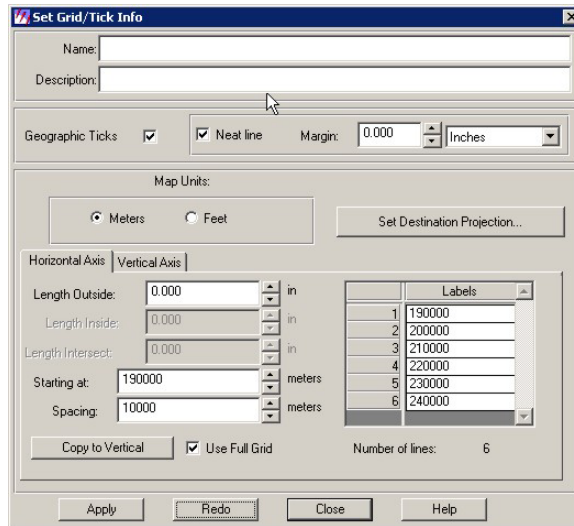 Set Grid/Tick Info
Name:
Description:
Geographic Ticks Neat line Margin: 0.000 Inches
Map Units:
Meters Feet Set Destination Projection...
Horizontal Axis Vertical Axis
Length Outside: 0.000 in
Length Inside: 0.000 in
Length Intersect: 0.000 in
Starting at: 190000 meters
Spacing: 10000 meters
Labels
1 190000
2 200000
3 210000
4 220000
5 230000
6 240000
Copy to Vertical Use Full Grid Number of lines: 6
Apply Redo Close Help